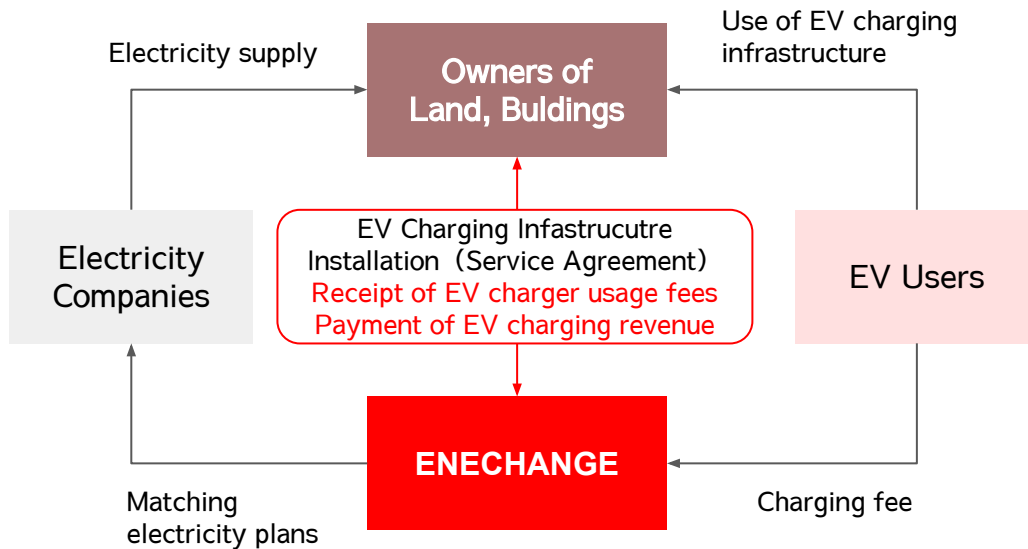 Electricity supply
Owners of
Land, Buldings
Use of EV charging
infrastructure
Electricity
Companies
EV Charging Infastrucutre
Installation（Service Agreement）
Receipt of EV charger usage fees
Payment of EV charging revenue
EV Users
ENECHANGE
Matching
electricity plans
Charging fee